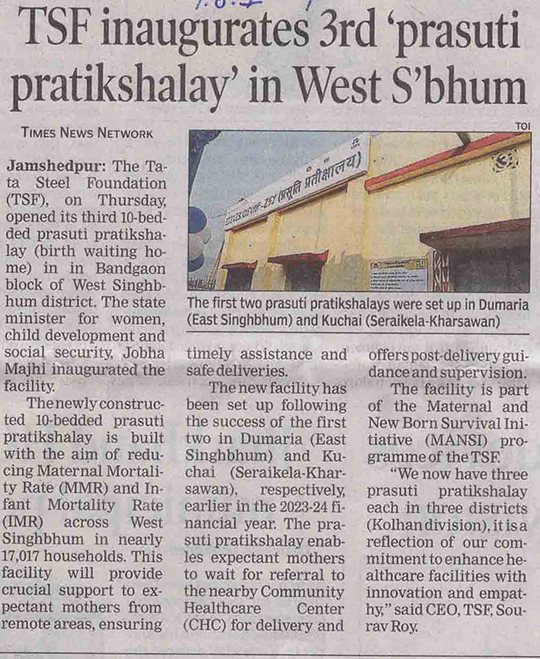 TSF inaugurates 3rd ‘prasuti
pratikshalay’ in West S’bhum
TIMES NEWS NETWORK
Jamshedpur: The Ta-
ta Steel Foundation
(TSF), on Thursday,
opened its third 10-bed-
ded prasuti pratiksha-
lay (birth waiting ho-
me) in in Bandgaon
block of West Singhb-
hum district. The state
minister for women,
child development and
social security, Jobha
Majhi inaugurated the
facility.
The newly construc-
ted 10-bedded prasuti
pratikshalay is built
with the aim of redu-
cing Maternal Mortali-
ty Rate (MMR) and In-
fant Mortality Rate
(IMR) across West
Singhbhum in nearly
17,017 households. This
facility will provide
crucial support to ex-
pectant mothers from
remote areas, ensuring
TOI
(प्रसूति प्रतीक्षालय)
The first two prasuti pratikshalays were set up in Dumaria
(East Singhbhum) and Kuchai (Seraikela-Kharsawan)
timely assistance and
safe deliveries.
The new facility has
been set up following
the success of the first
two in Dumaria (East
Singhbhum) and Ku-
chai (Seraikela-Khar-
sawan), respectively,
earlier in the 2023-24 fi-
nancial year. The pra-
suti pratikshalay enab-
les expectant mothers
to wait for referral to
the nearby Community
Healthcare Center
(CHC) for delivery and
offers post-delivery gui-
dance and supervision.
The facility is part
of the Maternal and
New Born Survival Ini-
tiative (MANSI) pro-
gramme of the TSF.
“We now have three
prasuti pratikshalay
each in three districts
(Kolhan division), it is a
reflection of our com-
mitment to enhance he-
althcare facilities with
innovation and empat-
hy,” said CEO, TSF, Sou-
rav Roy.